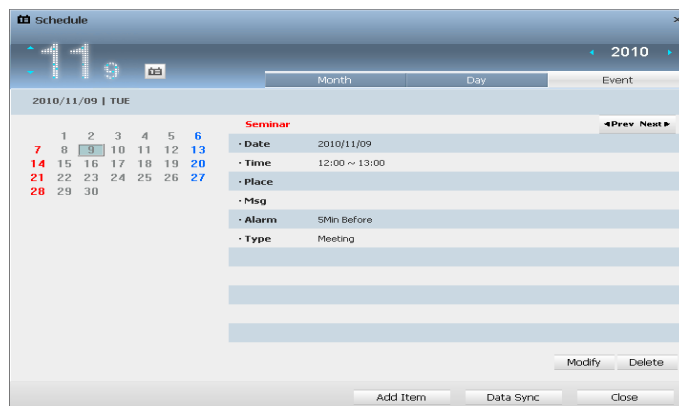 Schedule
11 9
2010
Month Day Event
2010/11/09 | TUE
1 2 3 4 5 6
7 8 9 10 11 12 13
14 15 16 17 18 19 20
21 22 23 24 25 26 27
28 29 30
Seminar ◀Prev Next▶
· Date 2010/11/09
· Time 12:00 ~ 13:00
· Place
· Msg
· Alarm 5Min Before
· Type Meeting
Modify Delete
Add Item Data Sync Close